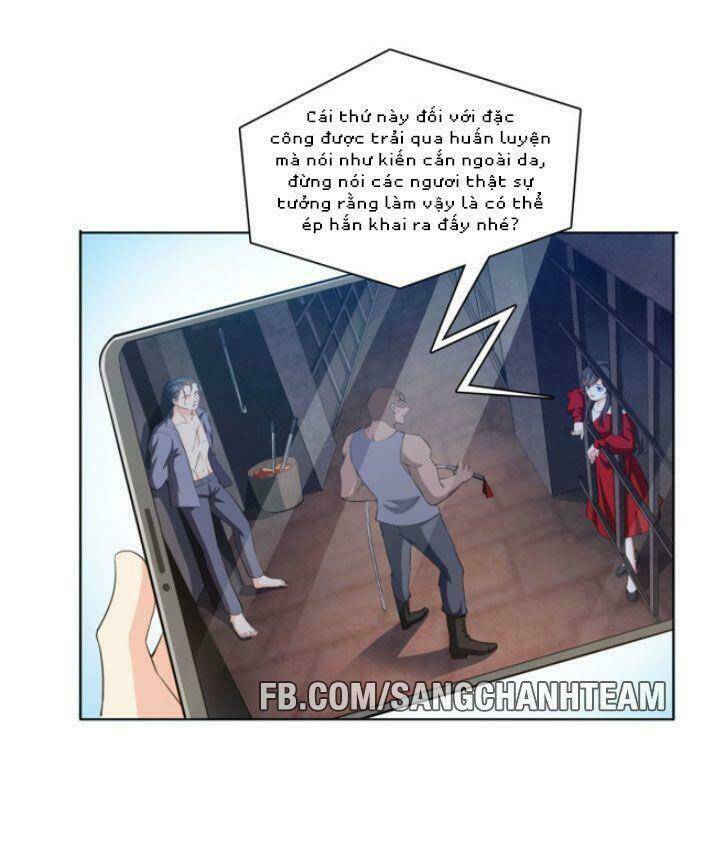 Cái thứ này đối với đặc
công được trải qua huấn luyện
mà nói như kiến cắn ngoài da,
đừng nói các ngươi thật sự
tưởng rằng làm vậy là có thể
ép hắn khai ra đấy nhé?
FB.COM/SANGCHANHTEAM